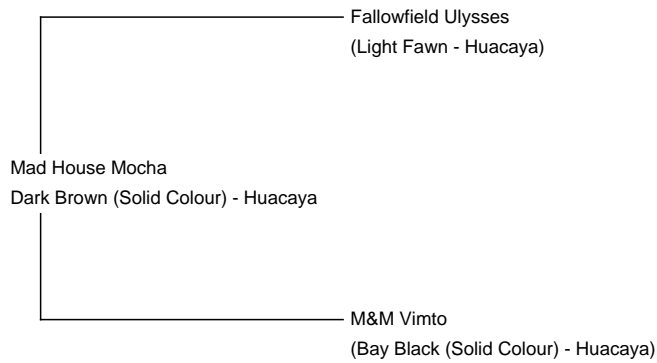 Fallowfield Ulysses
(Light Fawn - Huacaya)
Mad House Mocha
Dark Brown (Solid Colour) - Huacaya
M&M Vimto
(Bay Black (Solid Colour) - Huacaya)